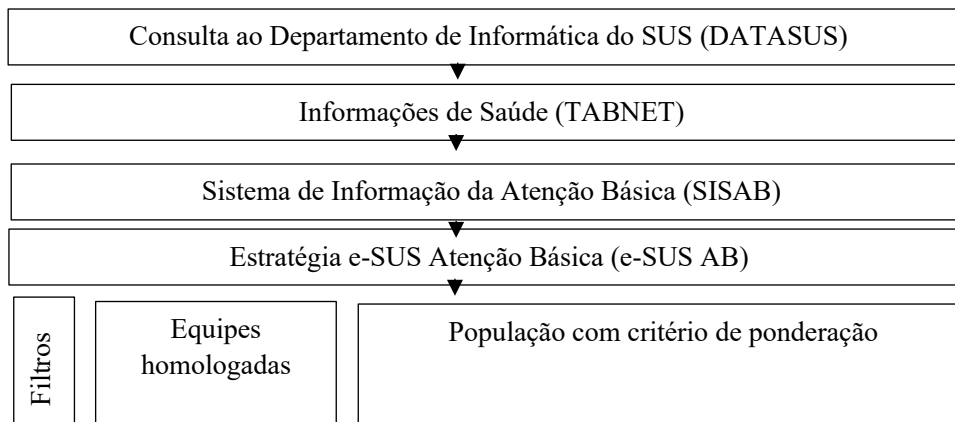 Consulta ao Departamento de Informática do SUS (DATASUS)
Informações de Saúde (TABNET)
Sistema de Informação da Atenção Básica (SISAB)
Estratégia e-SUS Atenção Básica (e-SUS AB)
Filtros
Equipes
homologadas
População com critério de ponderação